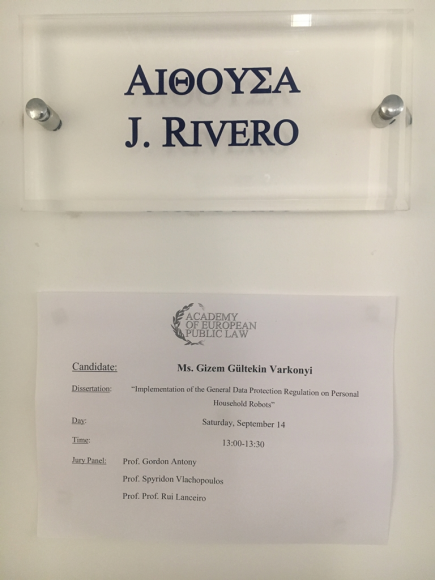 ΑΙΘΟΥΣΑ
J. RIVERO
ACADEMY
OF EUROPEAN
PUBLIC LAW
Candidate: Ms. Gizem Gültekin Varkonyi
Dissertation: “Implementation of the General Data Protection Regulation on Personal
Household Robots”
Day: Saturday, September 14
Time: 13:00-13:30
Jury Panel: Prof. Gordon Antony
Prof. Spyridon Vlachopoulos
Prof. Prof. Rui Lanceiro